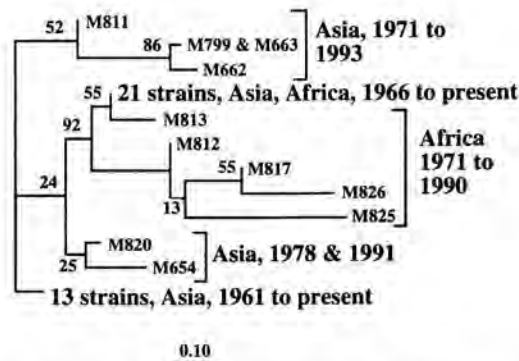 52
M811
86
M799 & M663
M662
Asia, 1971 to
1993
55
21 strains, Asia, Africa, 1966 to present
M813
92
M812
Africa
1971 to
1990
55
M817
24
M826
13
M825
M820
25
M654
Asia, 1978 & 1991
13 strains, Asia, 1961 to present
0.10